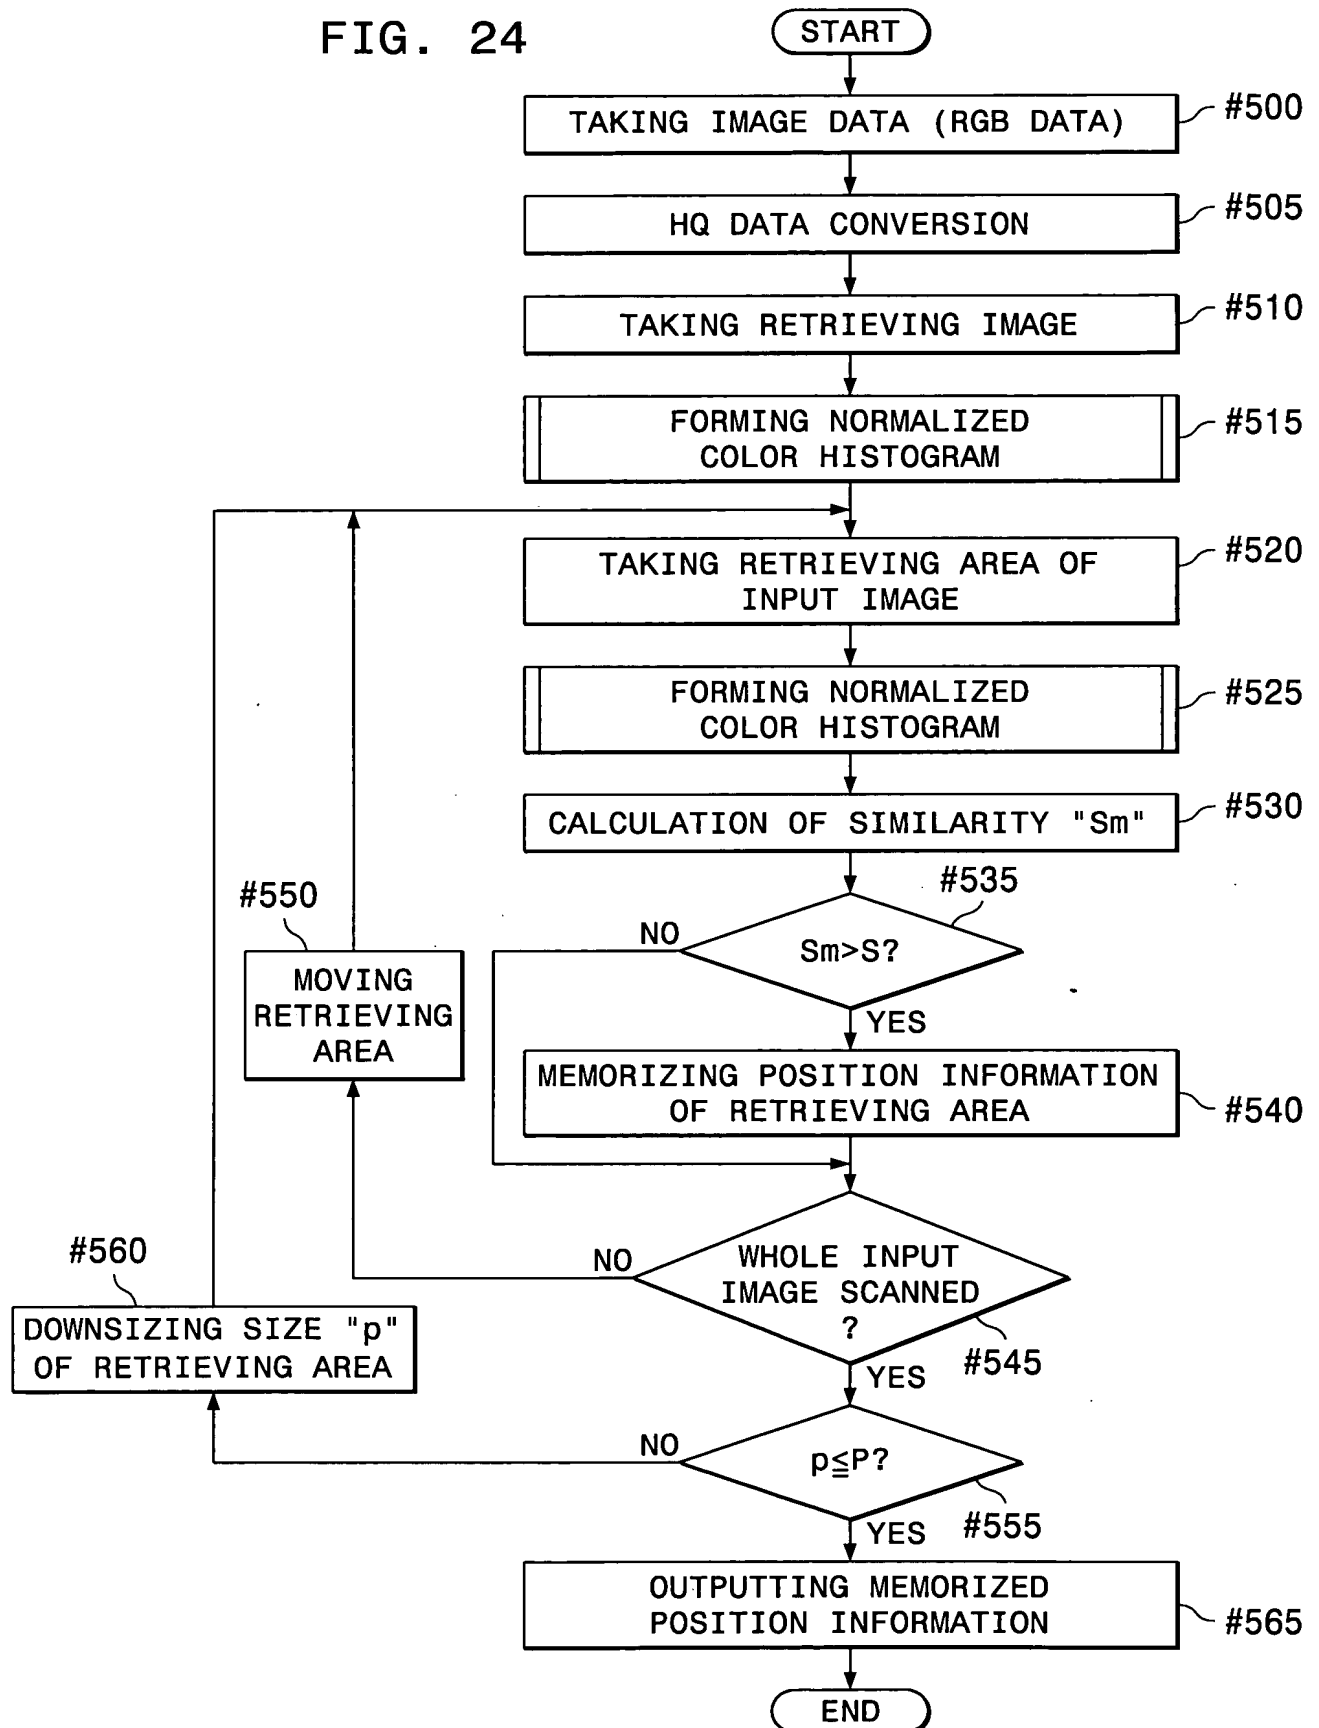 FIG. 24
START
TAKING IMAGE DATA (RGB DATA)
#500
HQ DATA CONVERSION
#505
TAKING RETRIEVING IMAGE
#510
FORMING NORMALIZED
COLOR HISTOGRAM
#515
TAKING RETRIEVING AREA OF
INPUT IMAGE
#520
FORMING NORMALIZED
COLOR HISTOGRAM
#525
CALCULATION OF SIMILARITY "Sm"
#530
#535
Sm>S?
NO
YES
#550
MOVING
RETRIEVING
AREA
MEMORIZING POSITION INFORMATION
OF RETRIEVING AREA
#540
WHOLE INPUT
IMAGE SCANNED
?
NO
#545
YES
#560
DOWNSIZING SIZE "p"
OF RETRIEVING AREA
NO
p≦P?
#555
YES
OUTPUTTING MEMORIZED
POSITION INFORMATION
#565
END